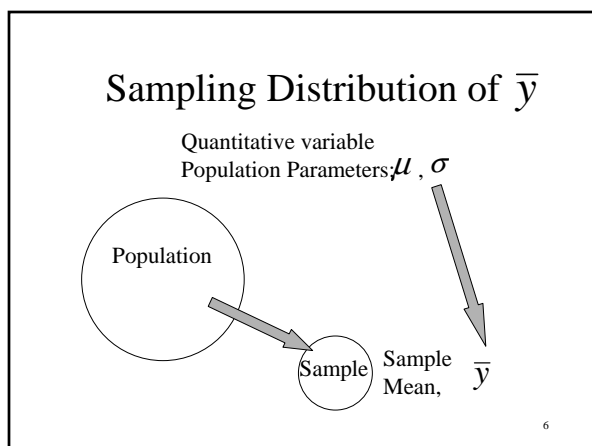 Sampling Distribution of ȳ
Quantitative variable
Population Parameters; μ , σ
Population
Sample
Sample
Mean, ȳ
6